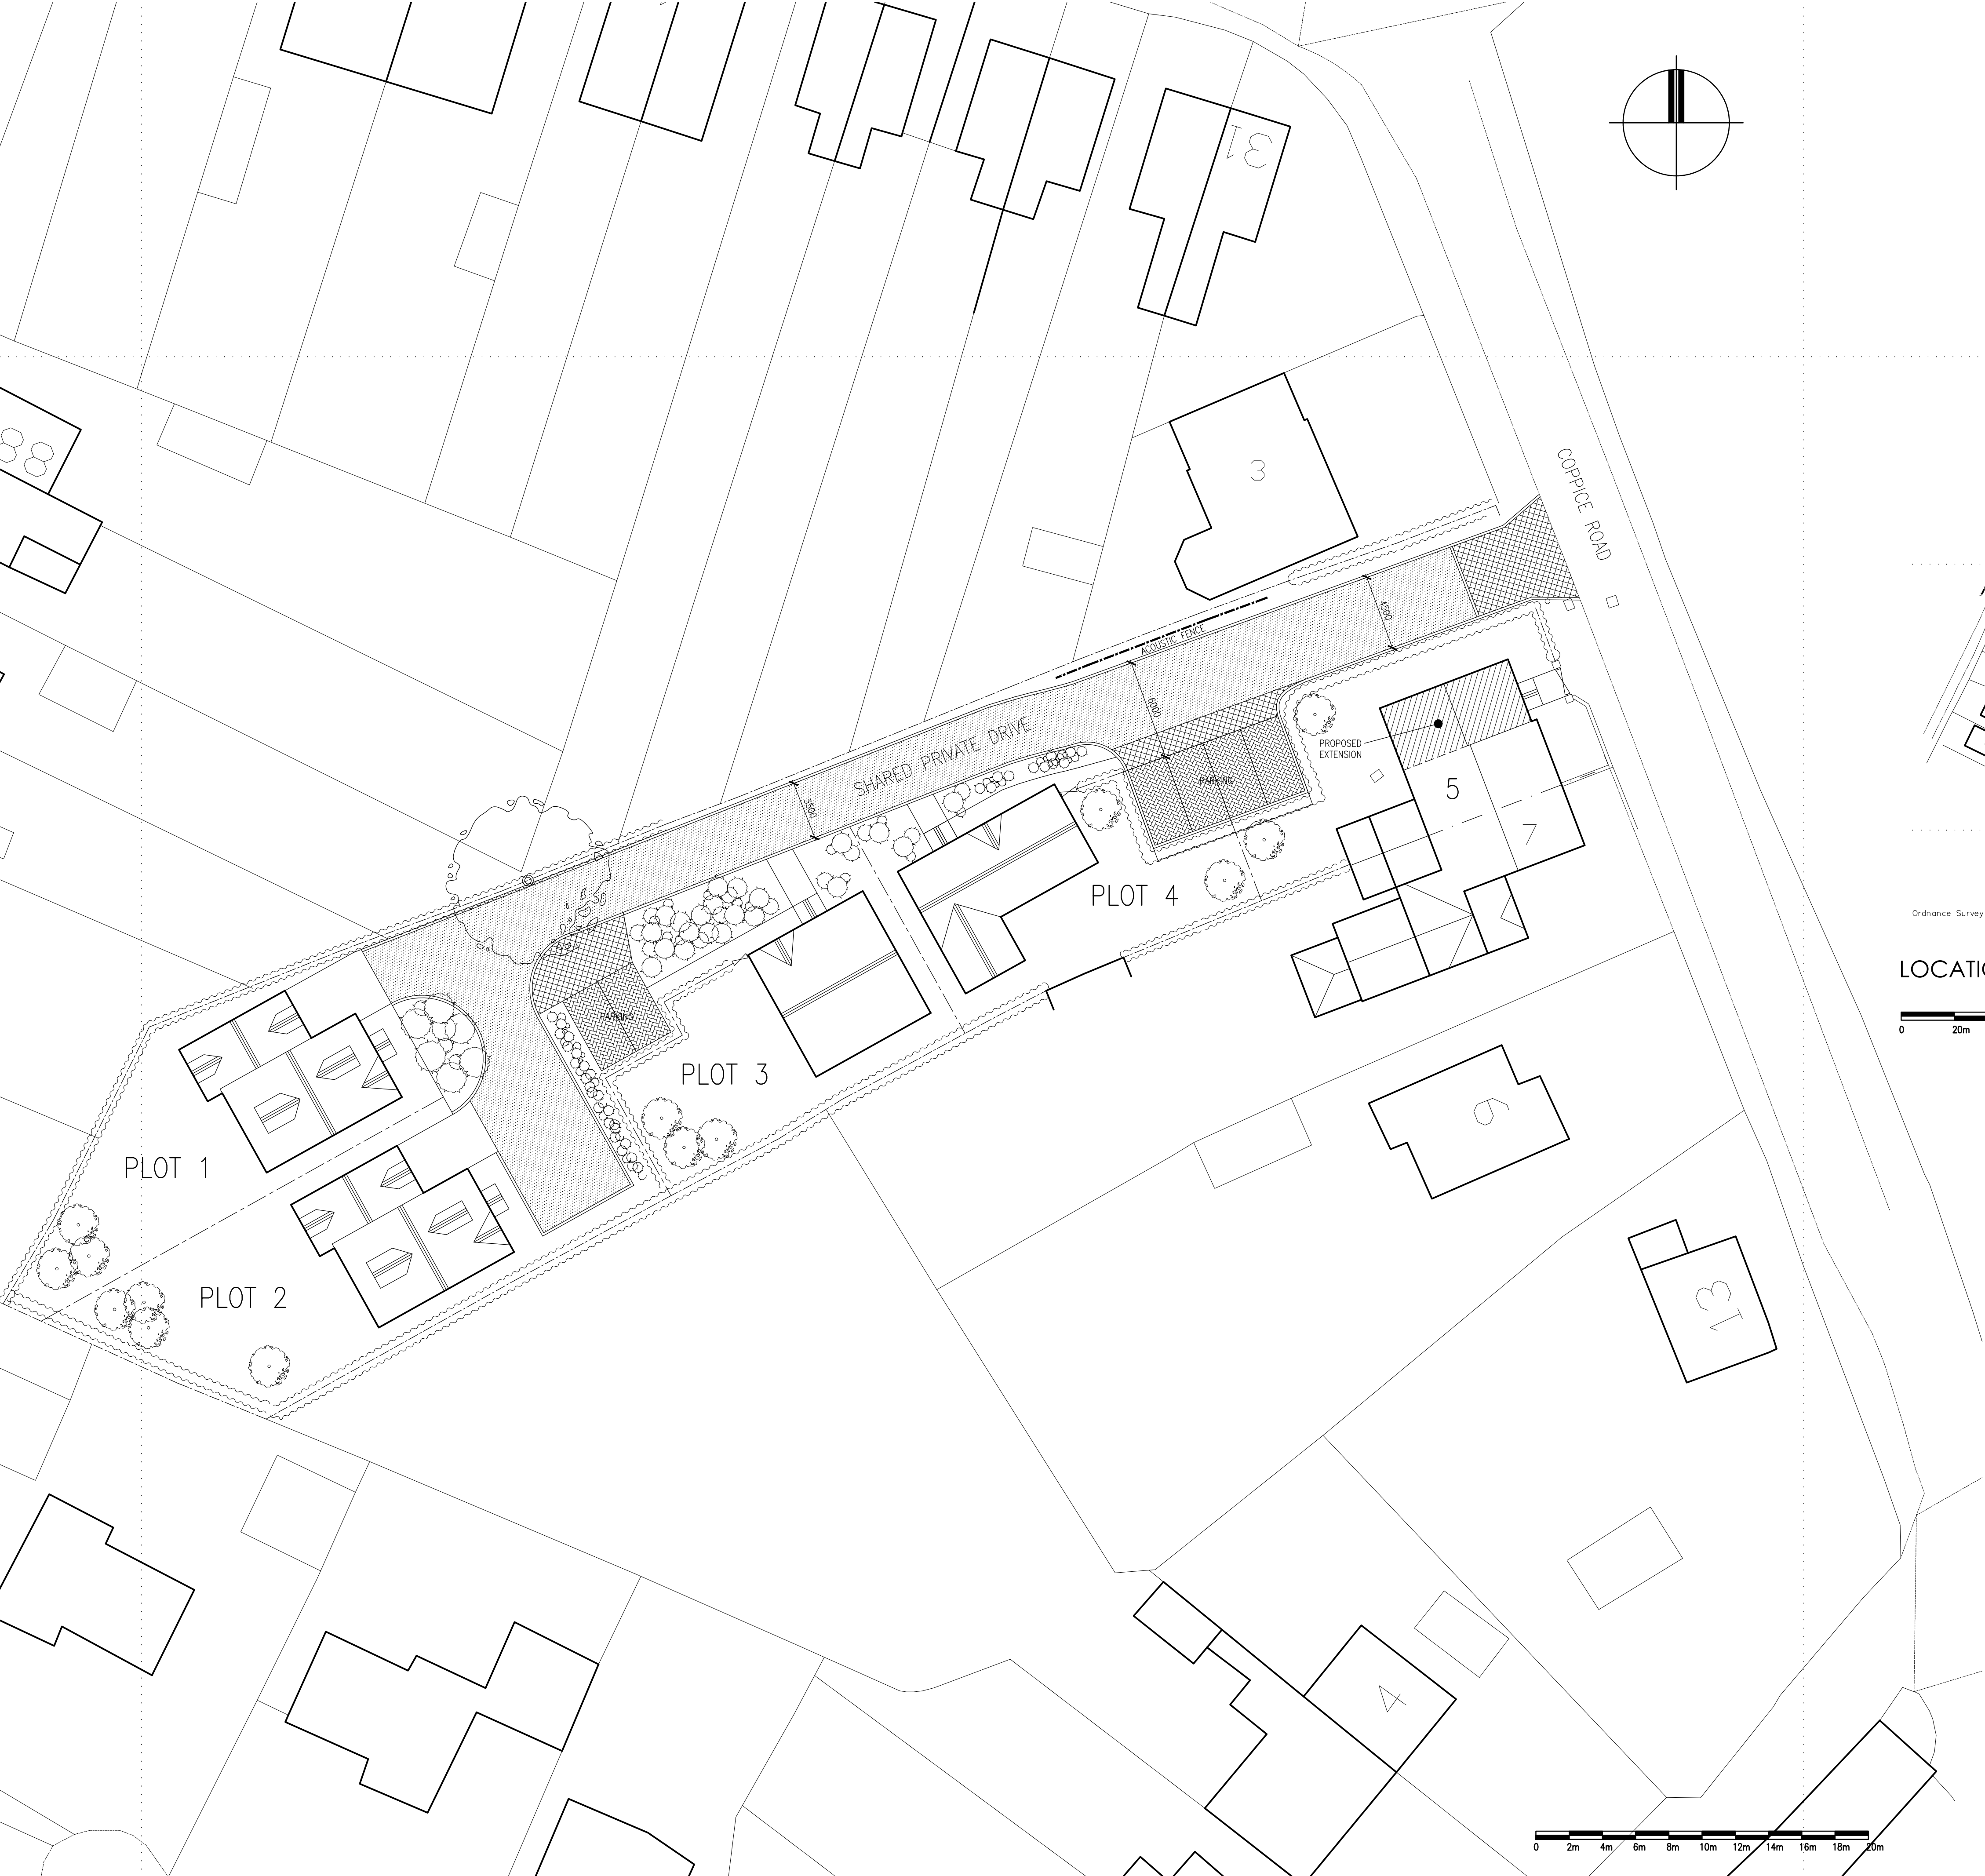 31
88
3
COPPICE ROAD
4500
ACOUSTIC FENCE
6000
SHARED PRIVATE DRIVE
3500
PROPOSED
EXTENSION
PARKING
5
7
PLOT 4
Ordnance Survey
LOCATIO
0 20m
PARKING
PLOT 3
9
PLOT 1
PLOT 2
13
4
0 2m 4m 6m 8m 10m 12m 14m 16m 18m 20m